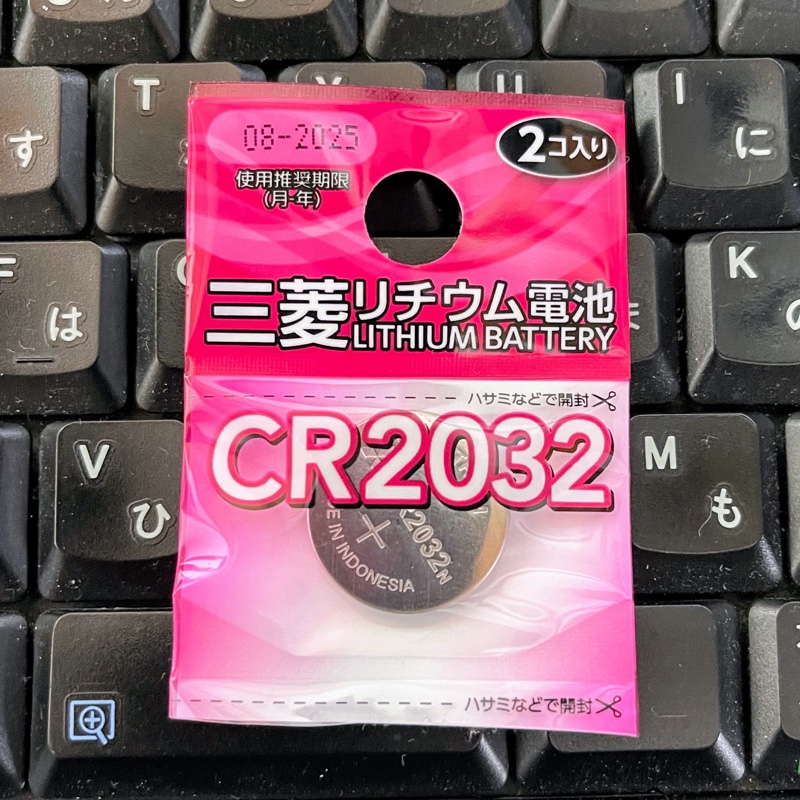 08-2025
2コ入り
使用推奨期限
(月-年)
三菱リチウム電池
LITHIUM BATTERY
ハサミなどで開封
CR2032
E IN INDONESIA
2032N
ハサミなどで開封
T
Y
U
I
す
に
F
は
K
の
ま
V
ひ
M
も